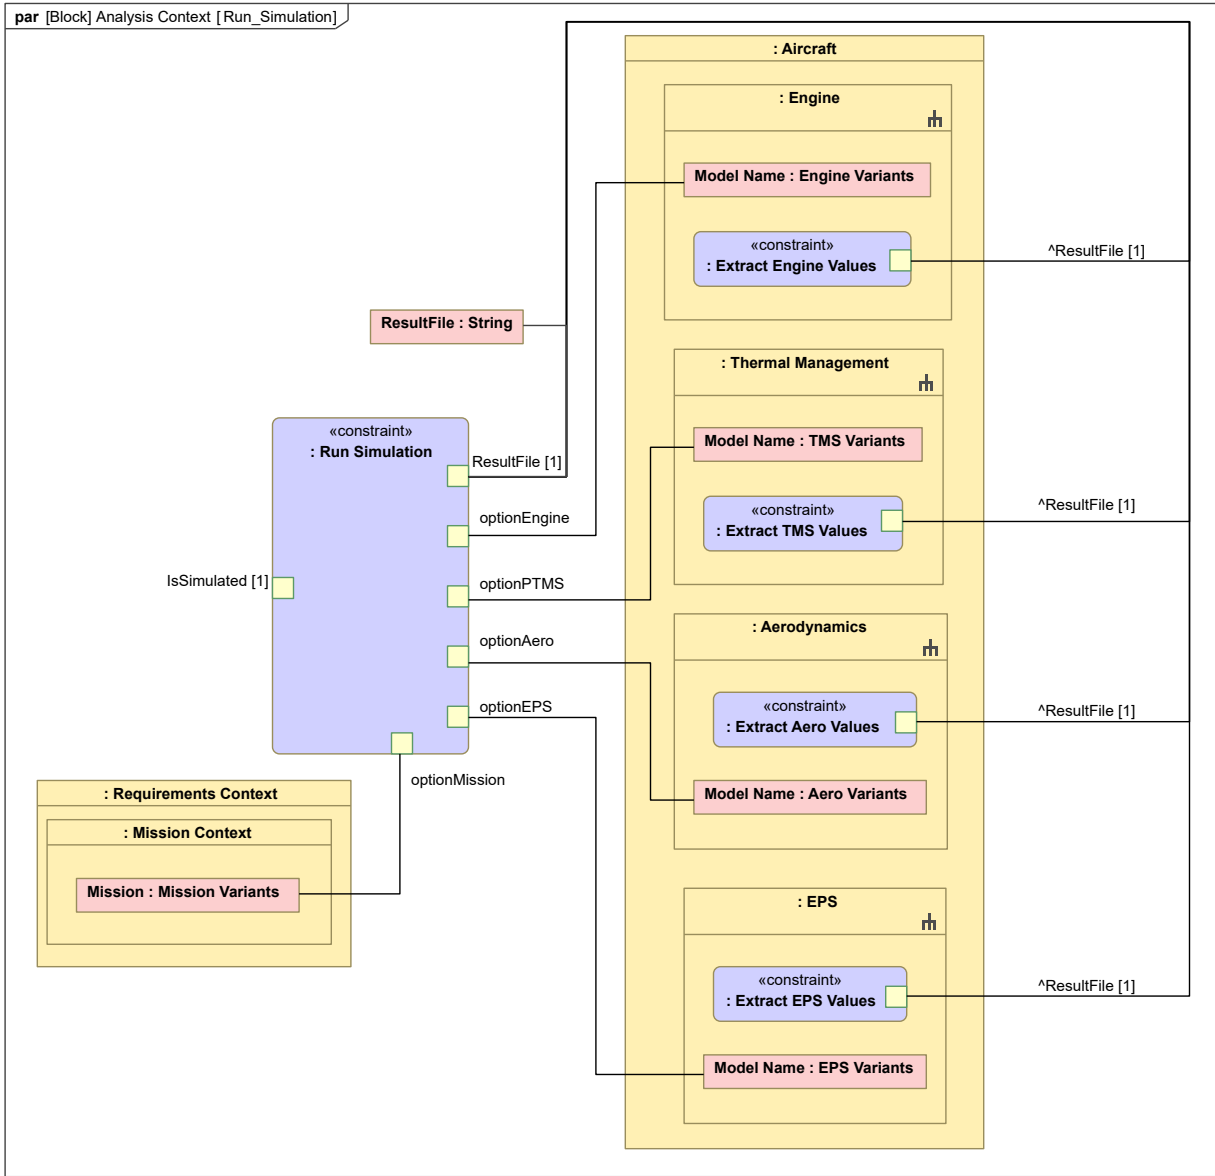 par [Block] Analysis Context [Run_Simulation]
: Aircraft
: Engine
Model Name : Engine Variants
«constraint»
: Extract Engine Values
^ResultFile [1]
ResultFile : String
: Thermal Management
Model Name : TMS Variants
«constraint»
: Extract TMS Values
^ResultFile [1]
«constraint»
: Run Simulation
ResultFile [1]
optionEngine
IsSimulated [1]
optionPTMS
optionAero
optionEPS
optionMission
: Aerodynamics
«constraint»
: Extract Aero Values
^ResultFile [1]
Model Name : Aero Variants
: Requirements Context
: Mission Context
Mission : Mission Variants
: EPS
«constraint»
: Extract EPS Values
^ResultFile [1]
Model Name : EPS Variants